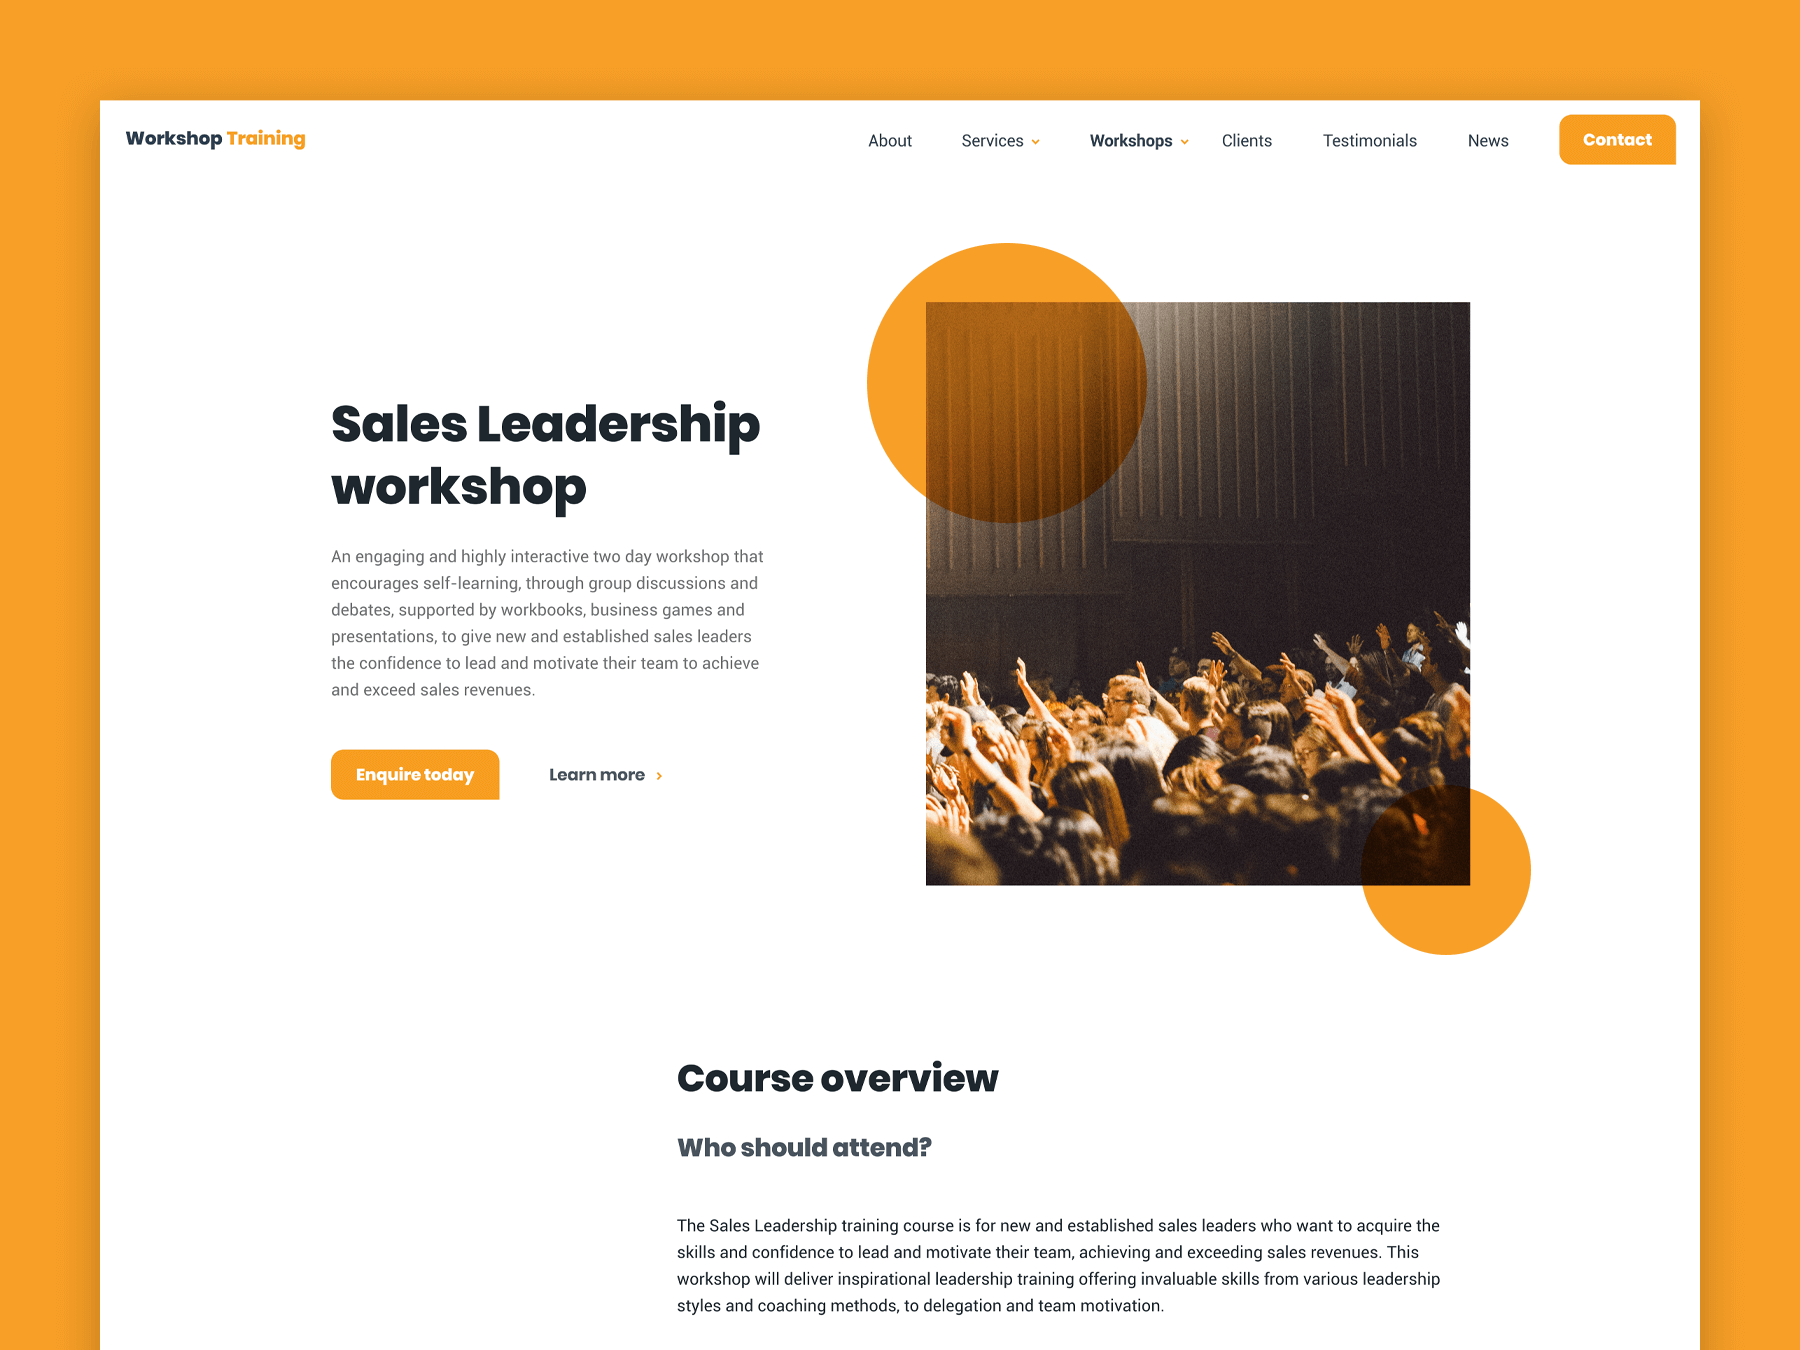 Workshop Training
About Services Workshops Clients Testimonials News Contact
Sales Leadership
workshop
An engaging and highly interactive two day workshop that
encourages self-learning, through group discussions and
debates, supported by workbooks, business games and
presentations, to give new and established sales leaders
the confidence to lead and motivate their team to achieve
and exceed sales revenues.
Enquire today Learn more
Course overview
Who should attend?
The Sales Leadership training course is for new and established sales leaders who want to acquire the
skills and confidence to lead and motivate their team, achieving and exceeding sales revenues. This
workshop will deliver inspirational leadership training offering invaluable skills from various leadership
styles and coaching methods, to delegation and team motivation.